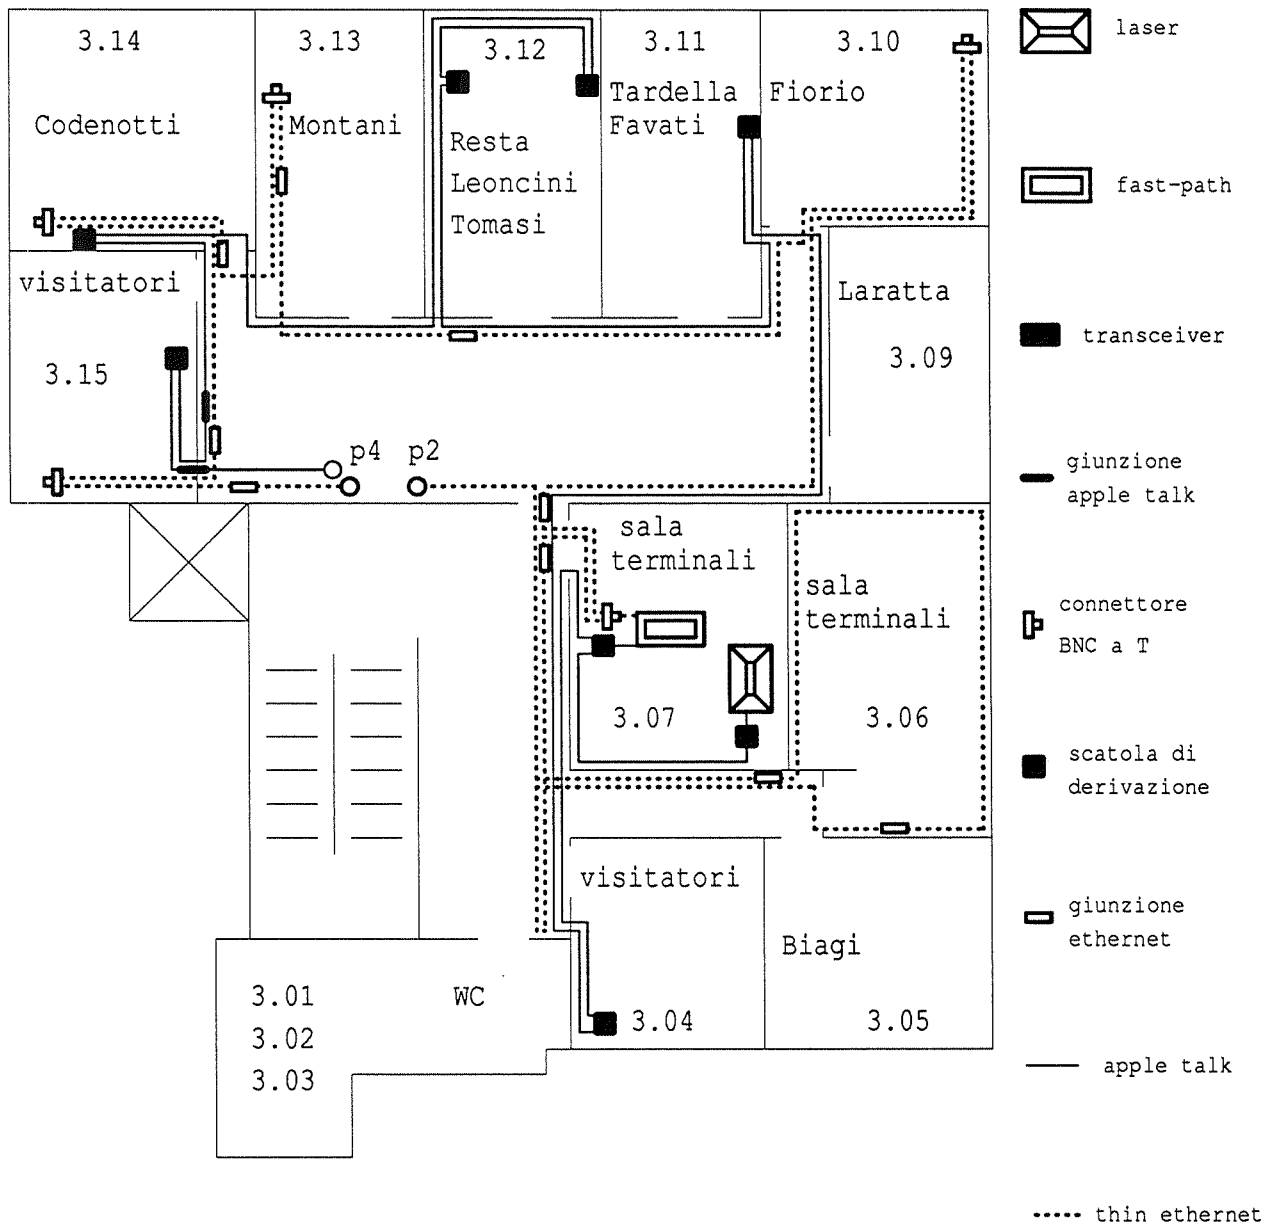 3.14
3.13
3.12
3.11
3.10
laser
Codenotti
Montani
Resta
Leoncini
Tomasi
Tardella
Favati
Fiorio
fast-path
visitatori
3.15
Laratta
3.09
transceiver
p4
p2
giunzione
apple talk
sala
terminali
3.07
sala
terminali
3.06
connettore
BNC a T
scatola di
derivazione
visitatori
3.04
Biagi
3.05
giunzione
ethernet
3.01
3.02
3.03
WC
apple talk
thin ethernet